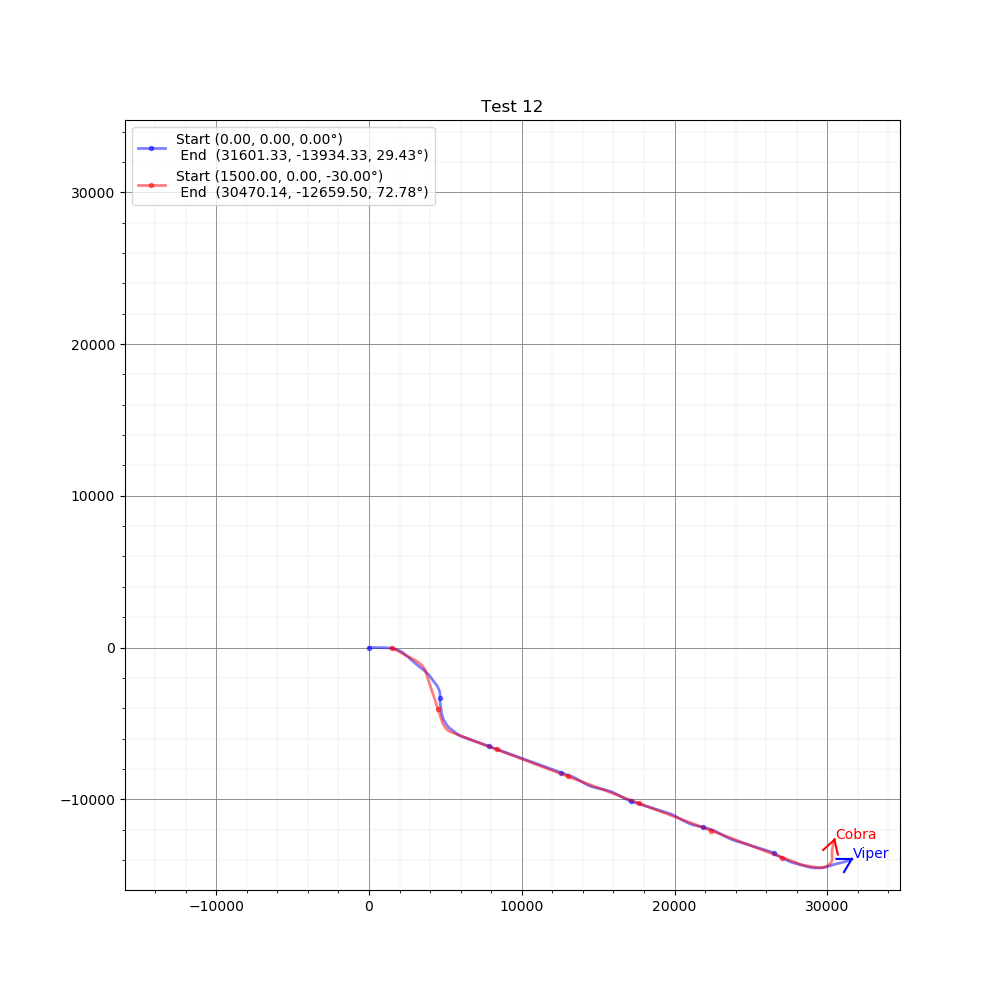 Test 12
Start (0.00, 0.00, 0.00°)
End (31601.33, -13934.33, 29.43°)
Start (1500.00, 0.00, -30.00°)
End (30470.14, -12659.50, 72.78°)
30000
20000
10000
0
−10000
Cobra
Viper
−10000
0
10000
20000
30000